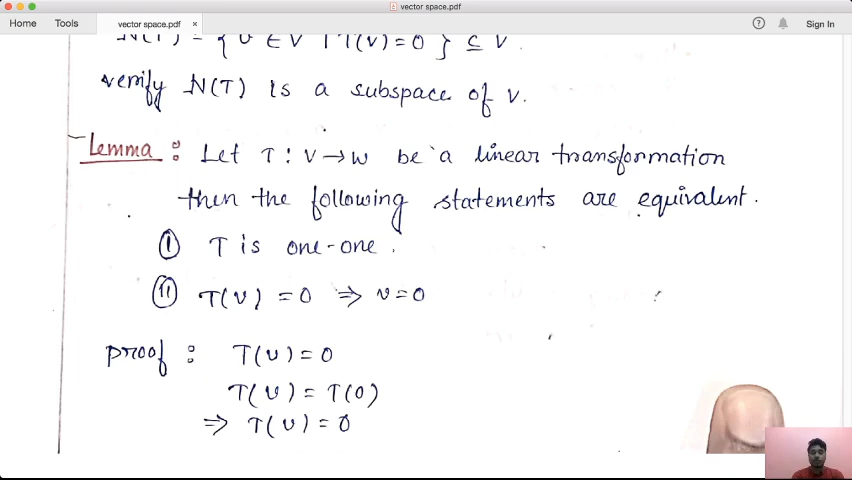 vector space.pdf
Home Tools vector space.pdf × ? Sign In
N(T) = { v ∈ V | T(v) = 0 } ⊆ V.
verify N(T) is a subspace of V.
Lemma : Let T : V → W be a linear transformation
then the following statements are equivalent.
(I) T is one-one.
(II) T(v) = 0 ⇒ v = 0
proof : T(v) = 0
T(v) = T(0)
⇒ T(v) = 0